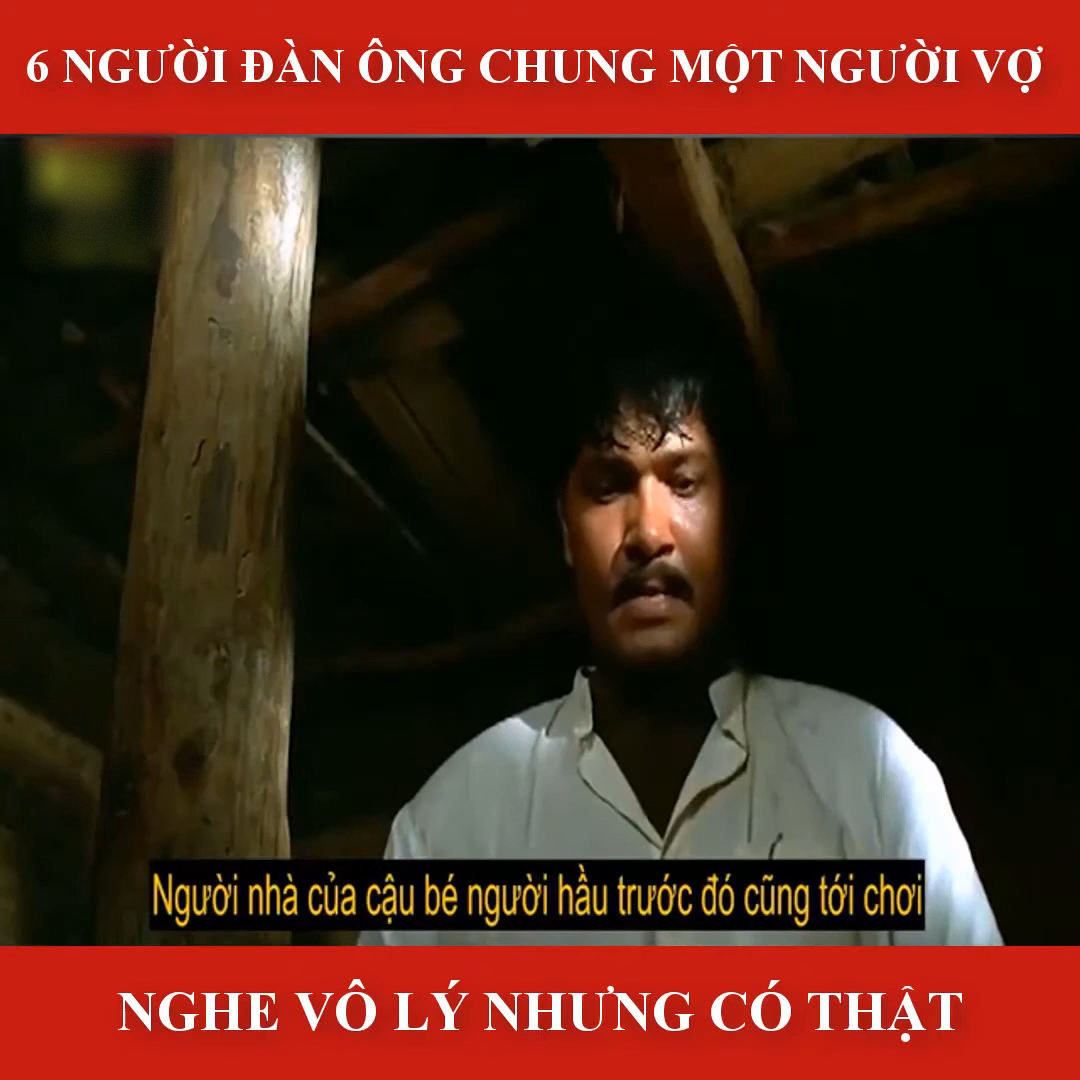 6 NGƯỜI ĐÀN ÔNG CHUNG MỘT NGƯỜI VỢ
Người nhà của cậu bé người hầu trước đó cũng tới chơi
NGHE VÔ LÝ NHƯNG CÓ THẬT